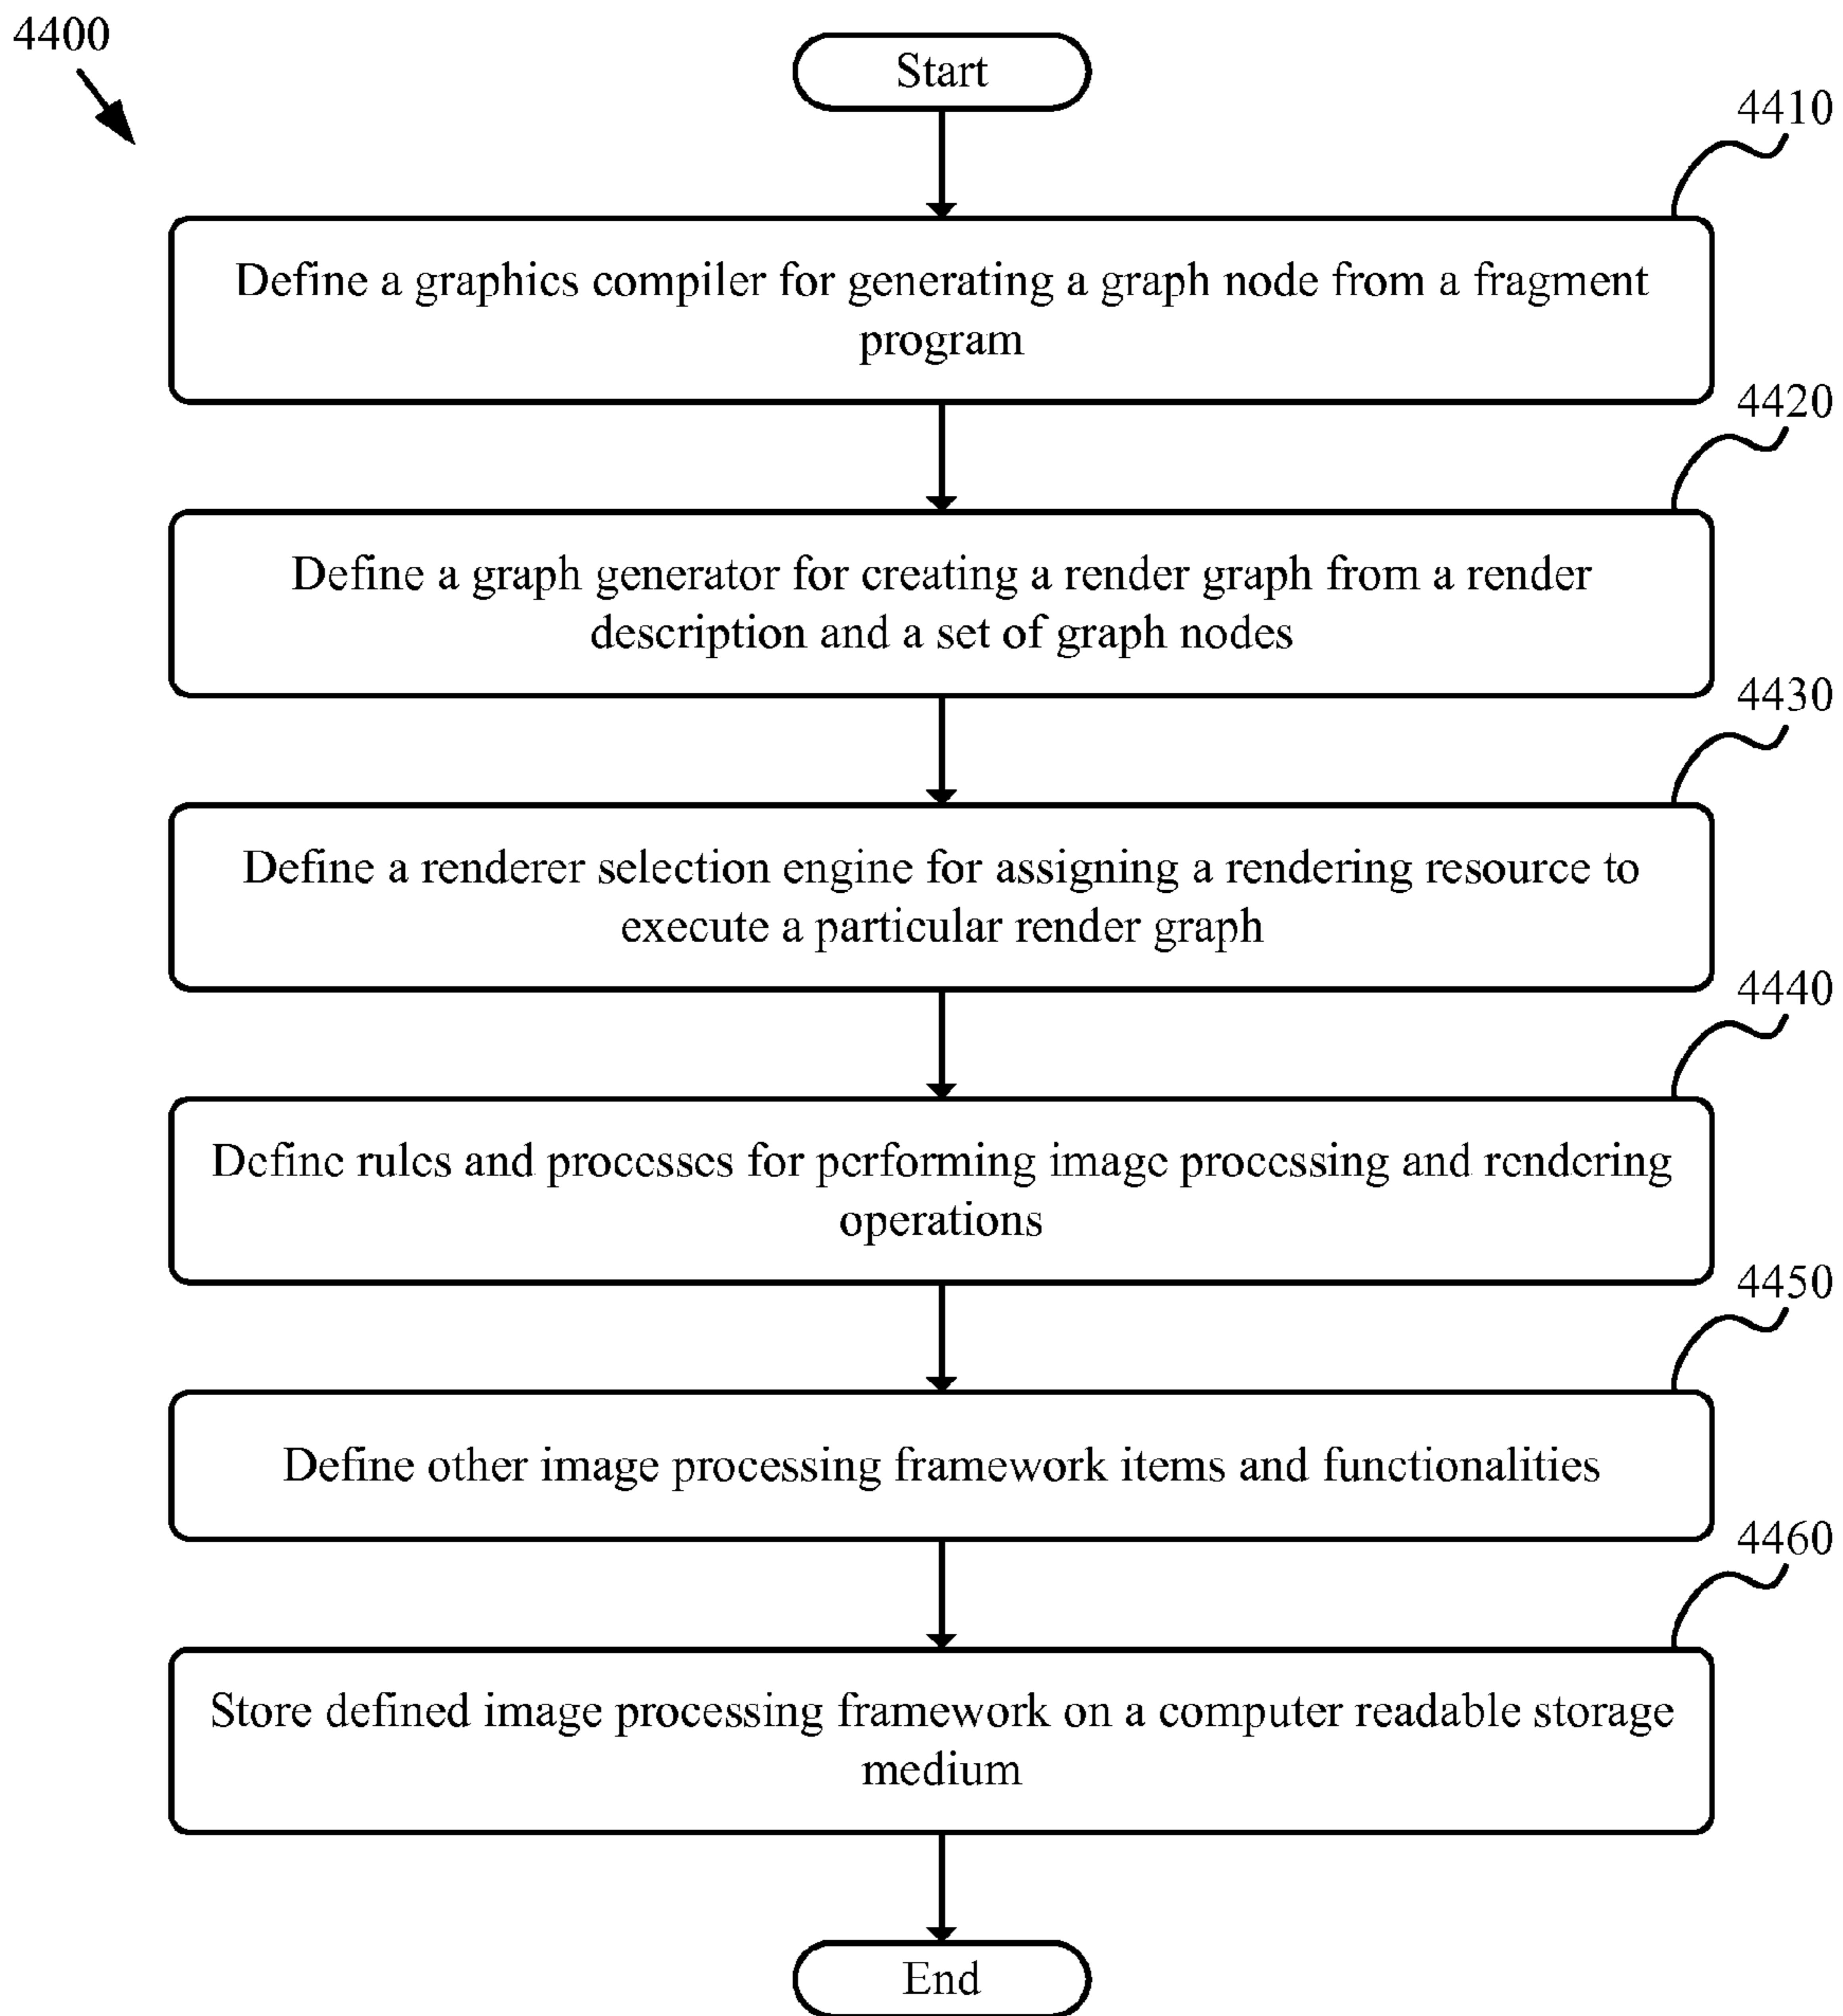 4400
Start
4410
Define a graphics compiler for generating a graph node from a fragment
program
4420
Define a graph generator for creating a render graph from a render
description and a set of graph nodes
4430
Define a renderer selection engine for assigning a rendering resource to
execute a particular render graph
4440
Define rules and processes for performing image processing and rendering
operations
4450
Define other image processing framework items and functionalities
4460
Store defined image processing framework on a computer readable storage
medium
End